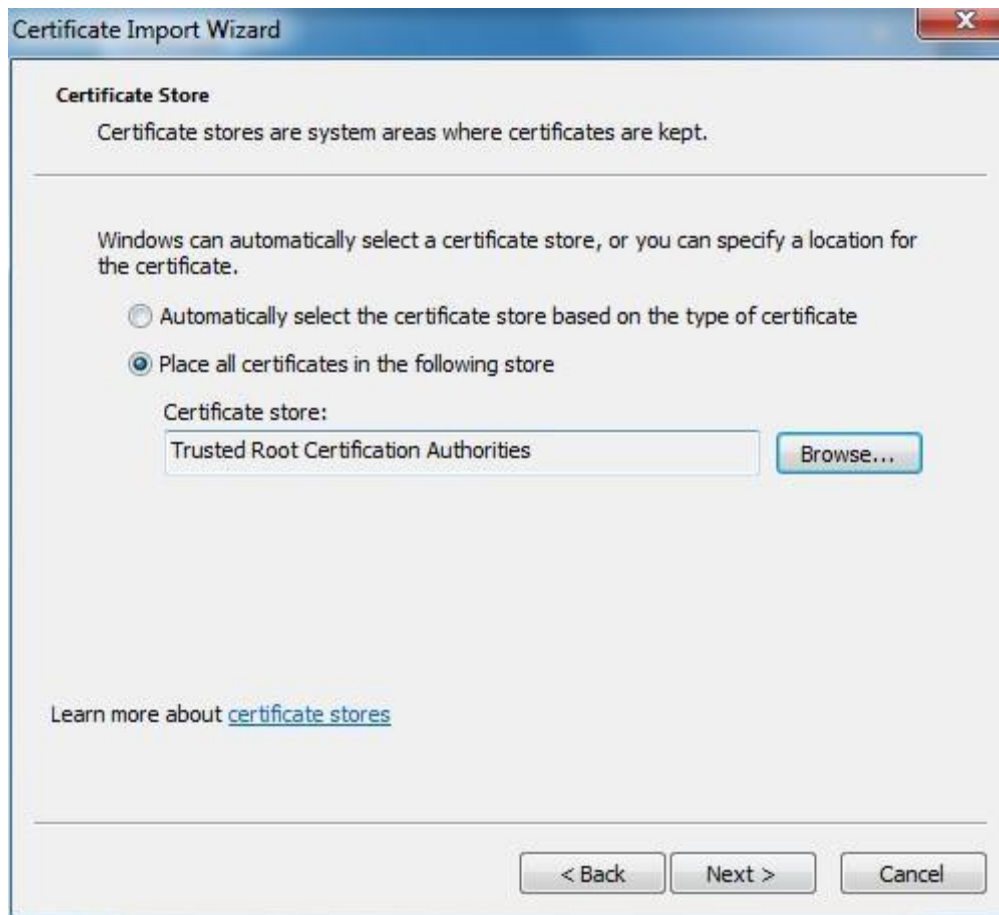 Certificate Import Wizard
Certificate Store
Certificate stores are system areas where certificates are kept.
Windows can automatically select a certificate store, or you can specify a location for
the certificate.
Automatically select the certificate store based on the type of certificate
Place all certificates in the following store
Certificate store:
Trusted Root Certification Authorities
Browse...
Learn more about certificate stores
< Back
Next >
Cancel